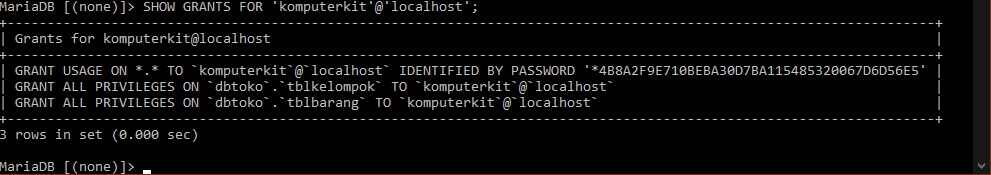 MariaDB [(none)]> SHOW GRANTS FOR 'komputerkit'@'localhost';
+----------------------------------------------------------------------------------------------------------------+
| Grants for komputerkit@localhost |
+----------------------------------------------------------------------------------------------------------------+
| GRANT USAGE ON *.* TO `komputerkit`@`localhost` IDENTIFIED BY PASSWORD '*4B8A2F9E710BEBA30D7BA115485320067D6D56E5' |
| GRANT ALL PRIVILEGES ON `dbtoko`.`tblkelompok` TO `komputerkit`@`localhost` |
| GRANT ALL PRIVILEGES ON `dbtoko`.`tblbarang` TO `komputerkit`@`localhost` |
+----------------------------------------------------------------------------------------------------------------+
3 rows in set (0.000 sec)
MariaDB [(none)]>